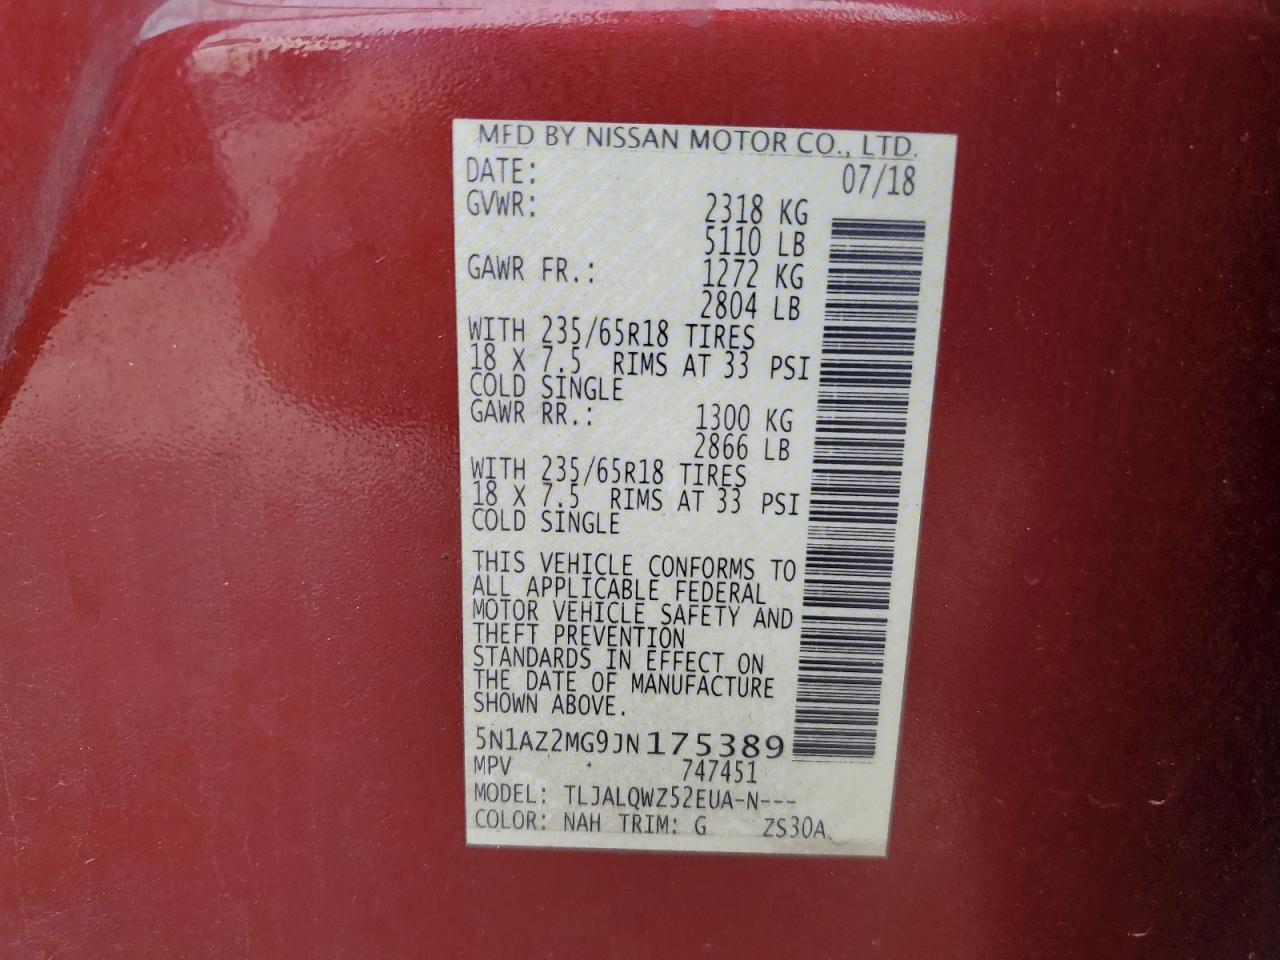 MFD BY NISSAN MOTOR CO., LTD.
DATE: 07/18
GVWR: 2318 KG
5110 LB
GAWR FR.: 1272 KG
2804 LB
WITH 235/65R18 TIRES
18 X 7.5 RIMS AT 33 PSI
COLD SINGLE
GAWR RR.: 1300 KG
2866 LB
WITH 235/65R18 TIRES
18 X 7.5 RIMS AT 33 PSI
COLD SINGLE
THIS VEHICLE CONFORMS TO
ALL APPLICABLE FEDERAL
MOTOR VEHICLE SAFETY AND
THEFT PREVENTION
STANDARDS IN EFFECT ON
THE DATE OF MANUFACTURE
SHOWN ABOVE.
5N1AZ2MG9JN175389
MPV 747451
MODEL: TLJALQWZ52EUA-N---
COLOR: NAH TRIM: G ZS30A